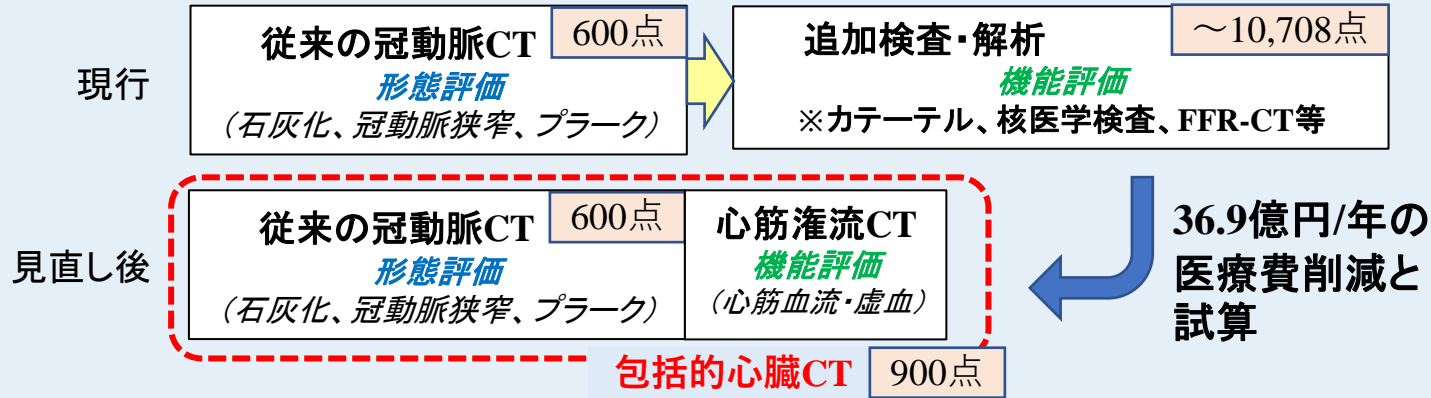 現行
従来の冠動脈CT
600点
形態評価
（石灰化、冠動脈狭窄、プラーク）
追加検査・解析
～10,708点
機能評価
※カテーテル、核医学検査、FFR-CT等
見直し後
従来の冠動脈CT
600点
形態評価
（石灰化、冠動脈狭窄、プラーク）
心筋潅流CT
機能評価
（心筋血流・虚血）
包括的心臓CT
900点
36.9億円/年の
医療費削減と
試算